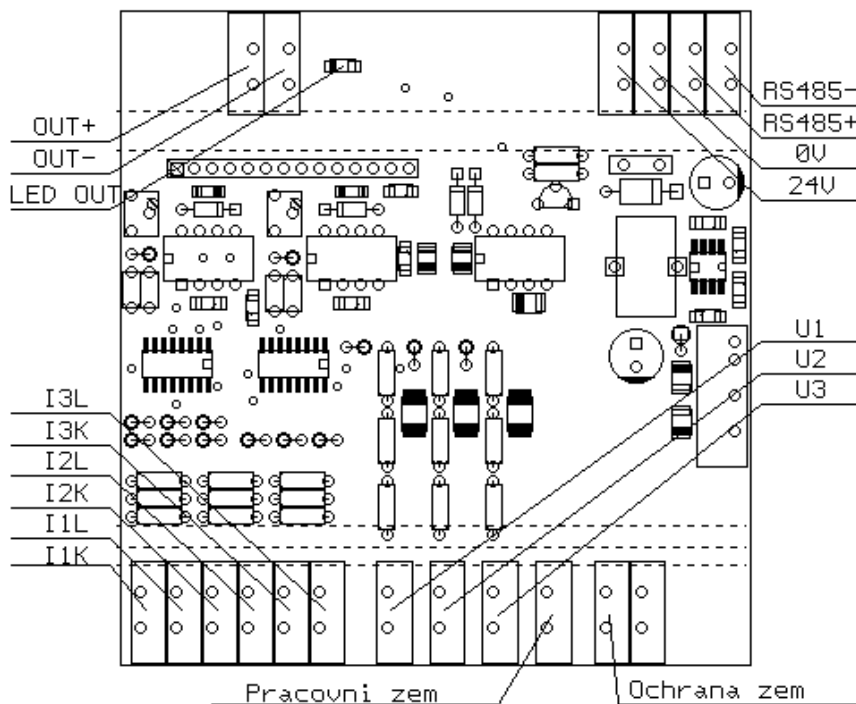 OUT+
OUT-
LED OUT
RS485-
RS485+
0V
24V
U1
U2
U3
I3L
I3K
I2L
I2K
I1L
I1K
Pracovni zem
Ochrana zem